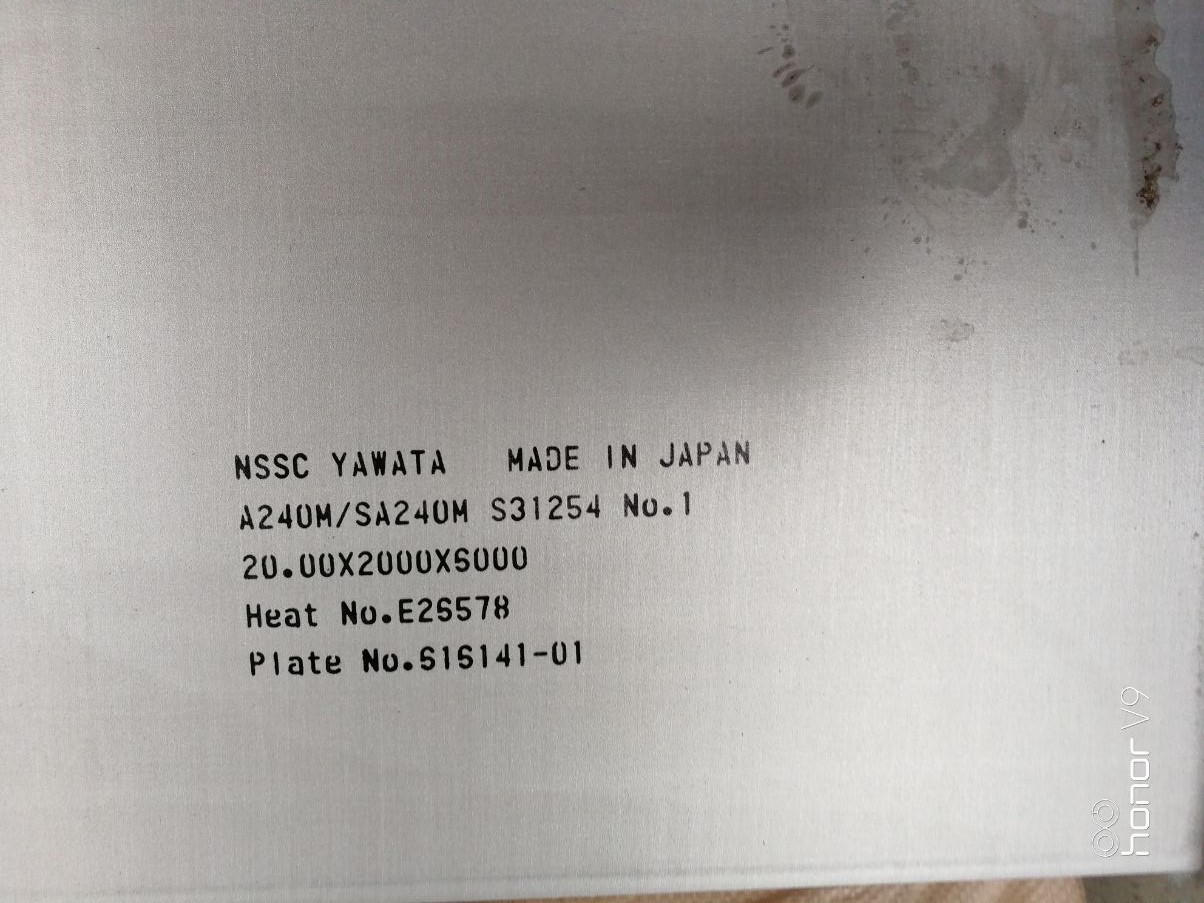 NSSC YAWATA MADE IN JAPAN
A240M/SA240M S31254 No.1
20.00X2000X6000
Heat No.E26578
Plate No.616141-01
honor V9